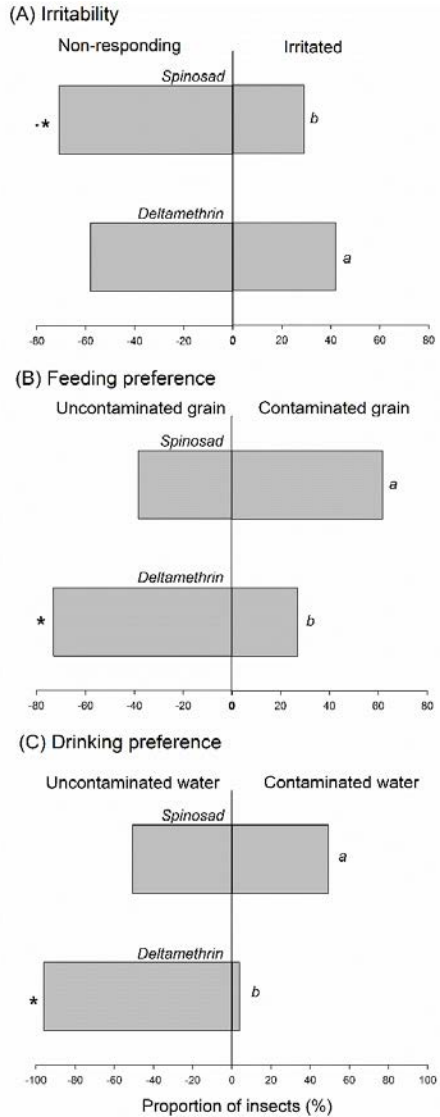 (A) Irritability
Non-responding Irritated
Spinosad
.* b
Deltamethrin
a
-80 -60 -40 -20 0 20 40 60 80
(B) Feeding preference
Uncontaminated grain Contaminated grain
Spinosad
a
Deltamethrin
* b
-80 -60 -40 -20 0 20 40 60 80
(C) Drinking preference
Uncontaminated water Contaminated water
Spinosad
a
Deltamethrin
* b
-100 -80 -60 -40 -20 0 20 40 60 80 100
Proportion of insects (%)